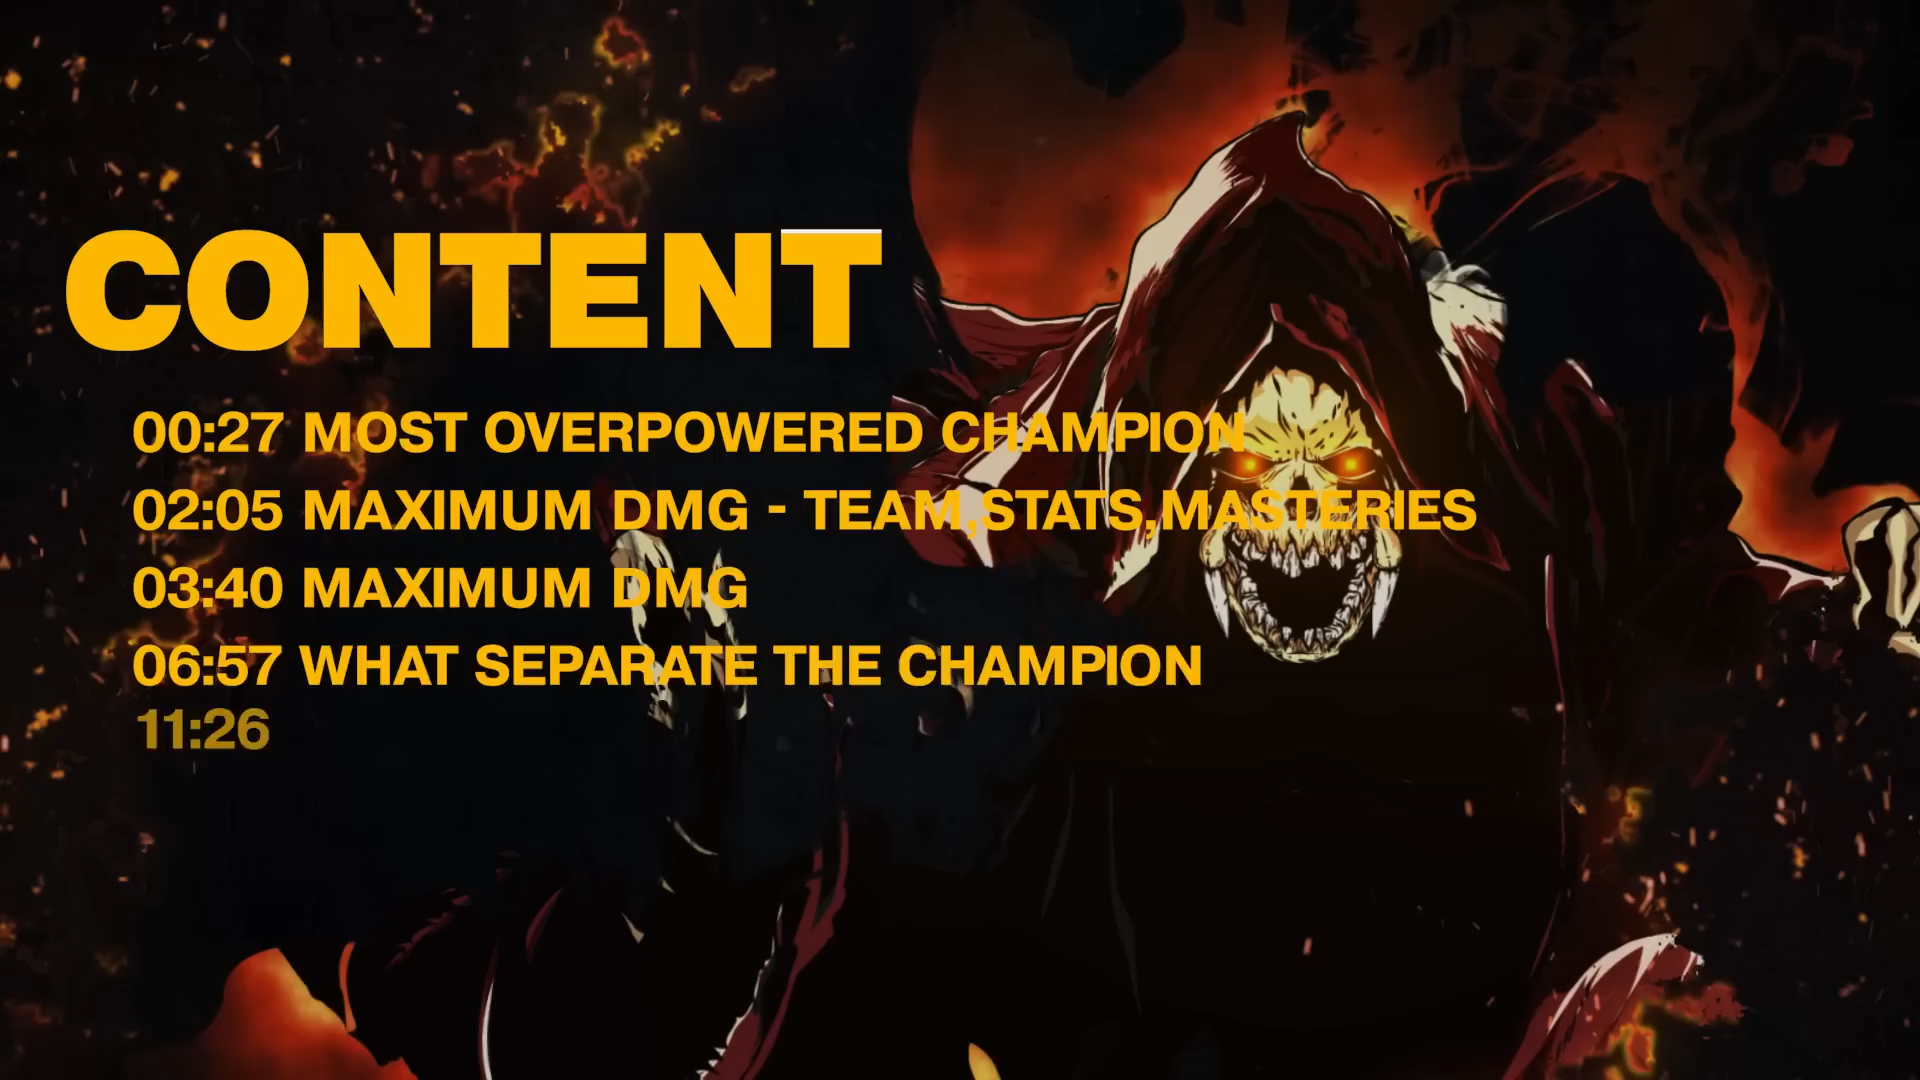 CONTENT
00:27 MOST OVERPOWERED CHAMPION
02:05 MAXIMUM DMG - TEAM,STATS,MASTERIES
03:40 MAXIMUM DMG
06:57 WHAT SEPARATE THE CHAMPION
11:26